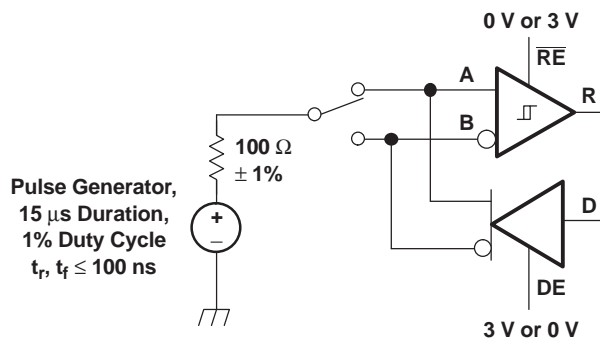 0 V or 3 V
RE
A
R
B
100 Ω
± 1%
Pulse Generator,
15 μs Duration,
1% Duty Cycle
tr, tf ≤ 100 ns
+
−
D
DE
3 V or 0 V